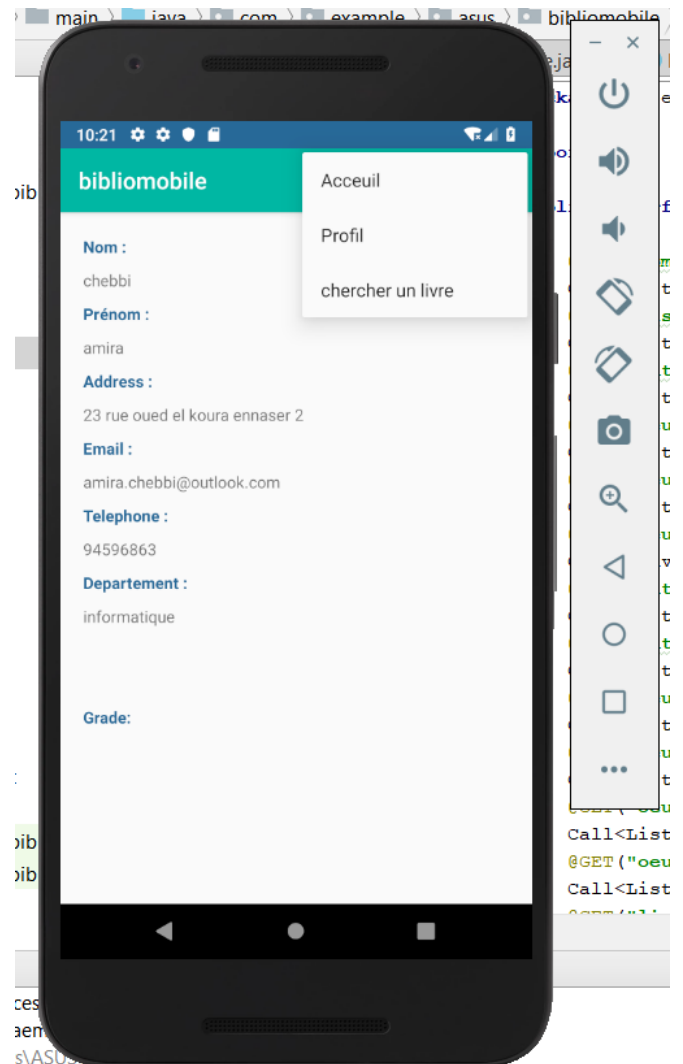 main java com example asus bibliomobile
10:21
bibliomobile
Acceuil
Profil
chercher un livre
Nom :
chebbi
Prénom :
amira
Address :
23 rue oued el koura ennaser 2
Email :
amira.chebbi@outlook.com
Telephone :
94596863
Departement :
informatique
Grade:
Call<List
@GET("oeu
Call<List